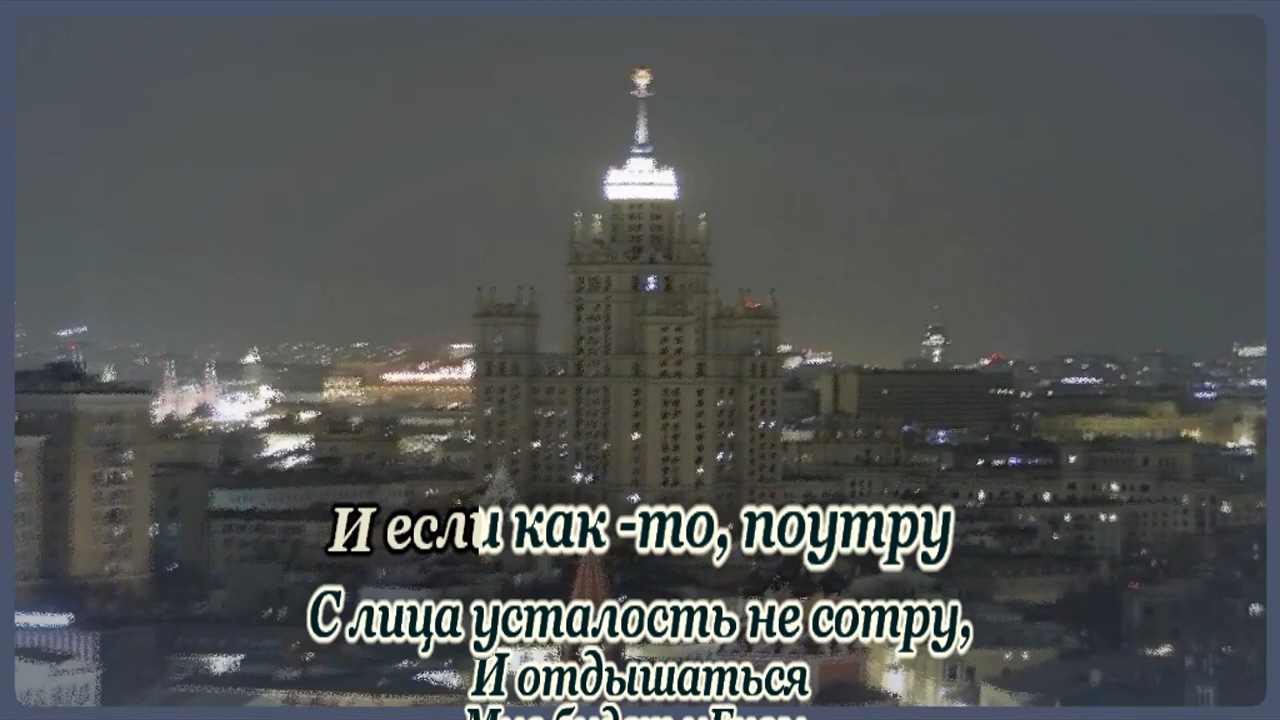 И если как -то, поутру
С лица усталость не сотру,
И отдышаться